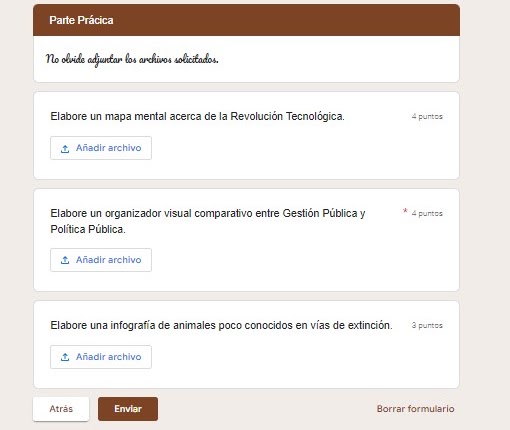 Parte Prácica
No olvide adjuntar los archivos solicitados.
Elabore un mapa mental acerca de la Revolución Tecnológica.
4 puntos
Añadir archivo
Elabore un organizador visual comparativo entre Gestión Pública y
* 4 puntos
Política Pública.
Añadir archivo
Elabore una infografía de animales poco conocidos en vías de extinción.
3 puntos
Añadir archivo
Atrás
Enviar
Borrar formulario